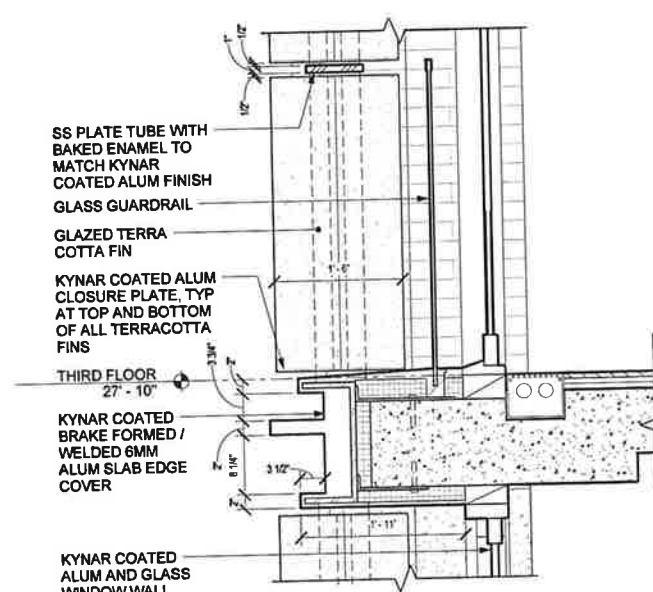 1"
1/2"
1/2"
SS PLATE TUBE WITH
BAKED ENAMEL TO
MATCH KYNAR
COATED ALUM FINISH
GLASS GUARDRAIL
GLAZED TERRA
COTTA FIN
1' - 6"
KYNAR COATED ALUM
CLOSURE PLATE, TYP
AT TOP AND BOTTOM
OF ALL TERRACOTTA
FINS
THIRD FLOOR
27' - 10"
3 3/4"
2"
KYNAR COATED
BRAKE FORMED /
WELDED 6MM
ALUM SLAB EDGE
COVER
2"
8 1/4"
2"
3 1/2"
1' - 11"
KYNAR COATED
ALUM AND GLASS
WINDOW WALL